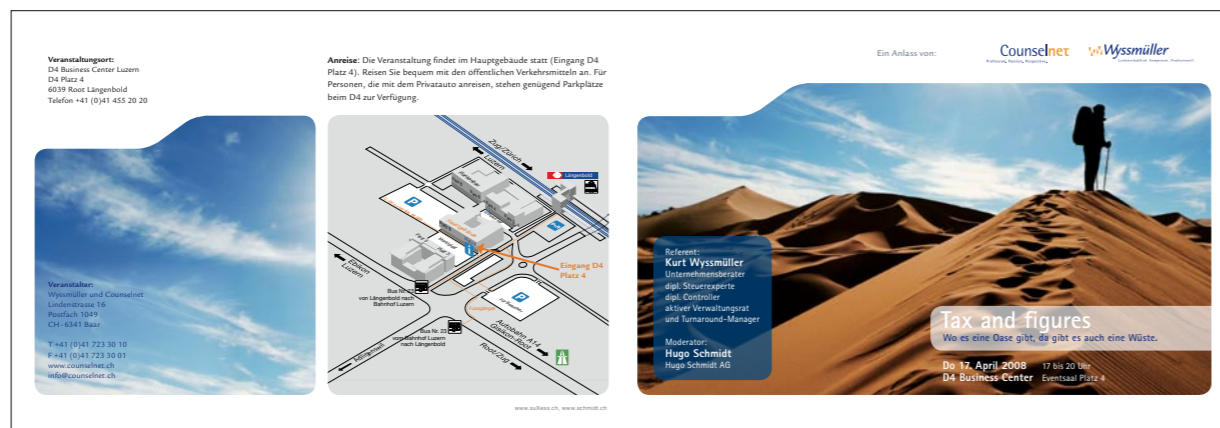 Veranstaltungsort:
D4 Business Center Luzern
D4 Platz 4
6039 Root Längenbold
Telefon +41 (0)41 455 20 20
Veranstalter:
Wyssmüller und Counselnet
Lindenstrasse 16
Postfach 1049
CH-6341 Baar
T +41 (0)41 723 30 10
F +41 (0)41 723 30 01
www.counselnet.ch
info@counselnet.ch
Anreise: Die Veranstaltung findet im Hauptgebäude statt (Eingang D4
Platz 4). Reisen Sie bequem mit den öffentlichen Verkehrsmitteln an. Für
Personen, die mit dem Privatauto anreisen, stehen genügend Parkplätze
beim D4 zur Verfügung.
Zug/Zürich
Luzern
Längenbold
P
P
Eingang D4
Platz 4
Ebikon
Luzern
Bus Nr. 23
von Längenbold nach
Bahnhof Luzern
P
Fussgänger
Bus Nr. 23
vom Bahnhof Luzern
nach Längenbold
Autobahn A14
Gisikon-Root
Root/Zug
Adligenswil
www.sulless.ch, www.schmidt.ch
Ein Anlass von:
Counselnet
Wyssmüller
Referent:
Kurt Wyssmüller
Unternehmensberater
dipl. Steuerexperte
dipl. Controller
aktiver Verwaltungsrat
und Turnaround-Manager
Moderator:
Hugo Schmidt
Hugo Schmidt AG
Tax and figures
Wo es eine Oase gibt, da gibt es auch eine Wüste.
Do 17. April 2008 17 bis 20 Uhr
D4 Business Center Eventsaal Platz 4